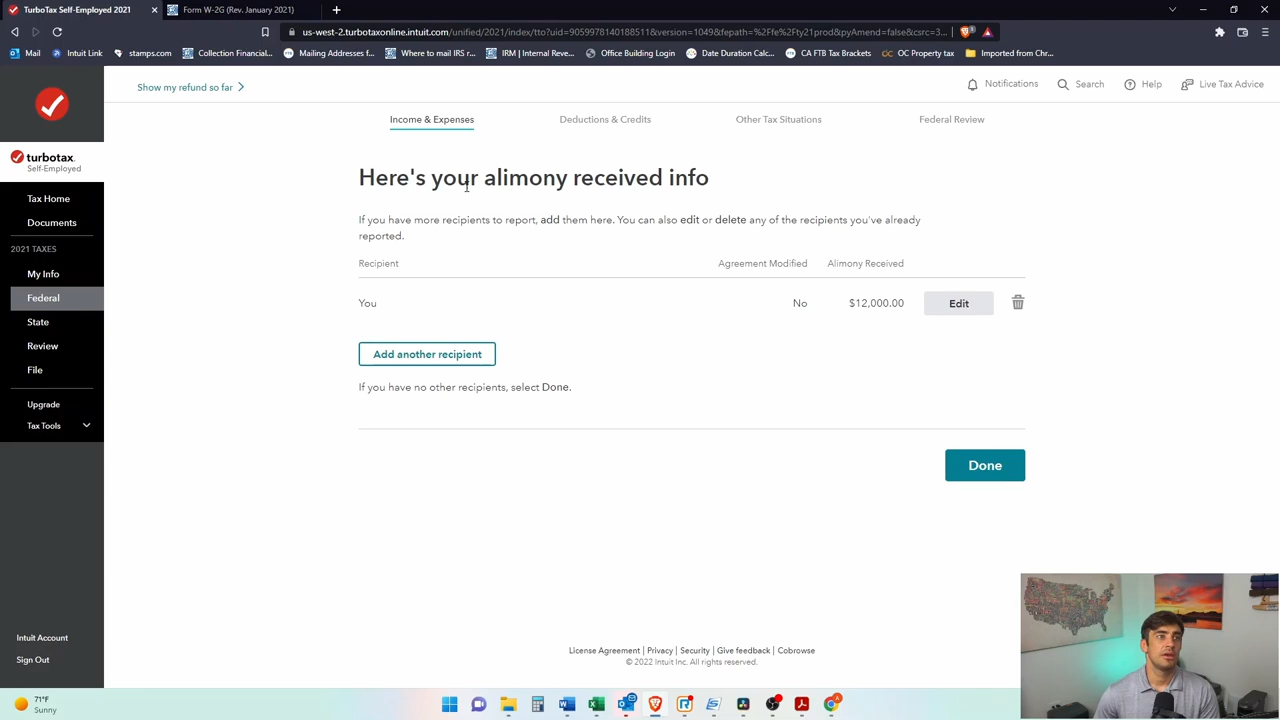 TurboTax Self-Employed 2021
Form W-2G (Rev. January 2021)
us-west-2.turbotaxonline.intuit.com/unified/2021/index/tto?uid=9059978140188511&version=1049&fepath=%2Ffe%2Fty21prod&pyAmend=false&csrc=3...
Mail
Intuit Link
stamps.com
Collection Financial...
Mailing Addresses f...
Where to mail IRS r...
IRM | Internal Reve...
Office Building Login
Date Duration Calc...
CA FTB Tax Brackets
OC Property tax
Imported from Chr...
Show my refund so far
Notifications
Search
Help
Live Tax Advice
turbotax
Self-Employed
Tax Home
Documents
2021 TAXES
My Info
Federal
State
Review
File
Upgrade
Tax Tools
Intuit Account
Sign Out
Income & Expenses
Deductions & Credits
Other Tax Situations
Federal Review
Here's your alimony received info
If you have more recipients to report, add them here. You can also edit or delete any of the recipients you've already
reported.
Recipient Agreement Modified Alimony Received
You No $12,000.00 Edit
Add another recipient
If you have no other recipients, select Done.
Done
License Agreement | Privacy | Security | Give feedback | Cobrowse
© 2022 Intuit Inc. All rights reserved.
71°F
Sunny